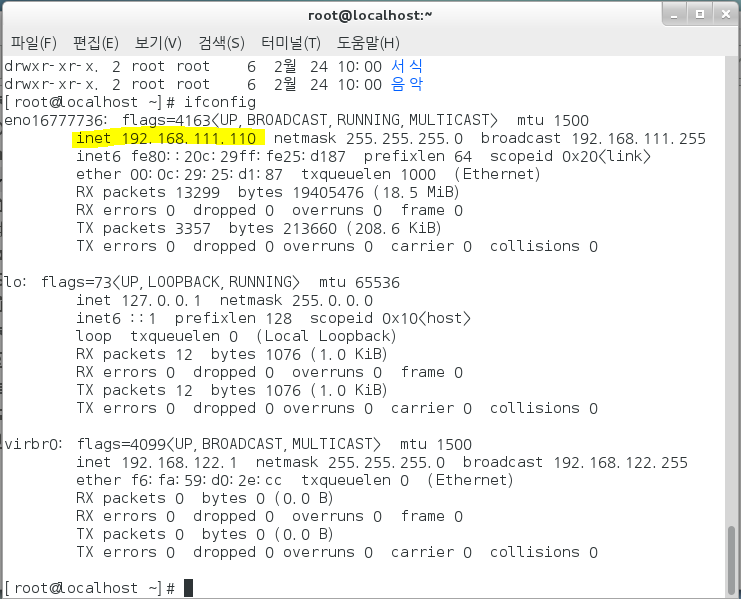 root@localhost:~
파일(F) 편집(E) 보기(V) 검색(S) 터미널(T) 도움말(H)
drwxr-xr-x. 2 root root 6 2월 24 10:00 서식
drwxr-xr-x. 2 root root 6 2월 24 10:00 음악
[root@localhost ~]# ifconfig
eno16777736: flags=4163<UP,BROADCAST,RUNNING,MULTICAST> mtu 1500
inet 192.168.111.110 netmask 255.255.255.0 broadcast 192.168.111.255
inet6 fe80::20c:29ff:fe25:d187 prefixlen 64 scopeid 0x20<link>
ether 00:0c:29:25:d1:87 txqueuelen 1000 (Ethernet)
RX packets 13299 bytes 19405476 (18.5 MiB)
RX errors 0 dropped 0 overruns 0 frame 0
TX packets 3357 bytes 213660 (208.6 KiB)
TX errors 0 dropped 0 overruns 0 carrier 0 collisions 0
lo: flags=73<UP,LOOPBACK,RUNNING> mtu 65536
inet 127.0.0.1 netmask 255.0.0.0
inet6 ::1 prefixlen 128 scopeid 0x10<host>
loop txqueuelen 0 (Local Loopback)
RX packets 12 bytes 1076 (1.0 KiB)
RX errors 0 dropped 0 overruns 0 frame 0
TX packets 12 bytes 1076 (1.0 KiB)
TX errors 0 dropped 0 overruns 0 carrier 0 collisions 0
virbr0: flags=4099<UP,BROADCAST,MULTICAST> mtu 1500
inet 192.168.122.1 netmask 255.255.255.0 broadcast 192.168.122.255
ether f6:fa:59:d0:2e:cc txqueuelen 0 (Ethernet)
RX packets 0 bytes 0 (0.0 B)
RX errors 0 dropped 0 overruns 0 frame 0
TX packets 0 bytes 0 (0.0 B)
TX errors 0 dropped 0 overruns 0 carrier 0 collisions 0
[root@localhost ~]#